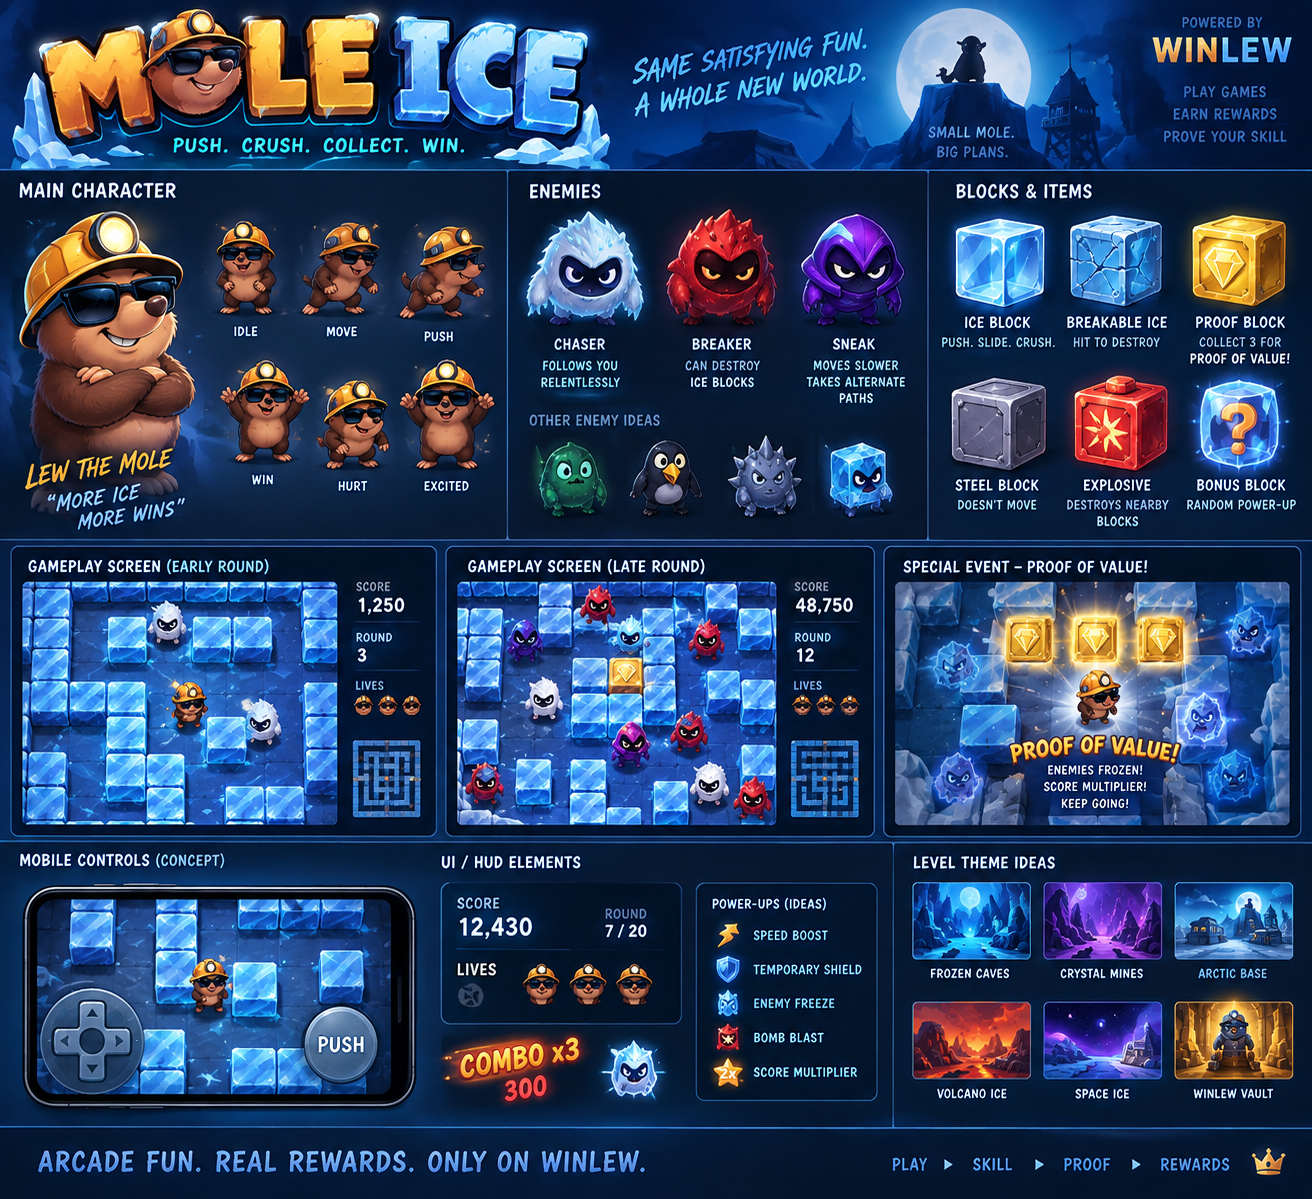 MOLE ICE
PUSH. CRUSH. COLLECT. WIN.
SAME SATISFYING FUN.
A WHOLE NEW WORLD.
SMALL MOLE.
BIG PLANS.
POWERED BY
WINLEW
PLAY GAMES
EARN REWARDS
PROVE YOUR SKILL
MAIN CHARACTER
IDLE
MOVE
PUSH
WIN
HURT
EXCITED
LEW THE MOLE
"MORE ICE
MORE WINS"
ENEMIES
CHASER
FOLLOWS YOU
RELENTLESSLY
BREAKER
CAN DESTROY
ICE BLOCKS
SNEAK
MOVES SLOWER
TAKES ALTERNATE
PATHS
OTHER ENEMY IDEAS
BLOCKS & ITEMS
ICE BLOCK
PUSH. SLIDE. CRUSH.
BREAKABLE ICE
HIT TO DESTROY
PROOF BLOCK
COLLECT 3 FOR
PROOF OF VALUE!
STEEL BLOCK
DOESN'T MOVE
EXPLOSIVE
DESTROYS NEARBY
BLOCKS
?
BONUS BLOCK
RANDOM POWER-UP
GAMEPLAY SCREEN (EARLY ROUND)
SCORE
1,250
ROUND
3
LIVES
GAMEPLAY SCREEN (LATE ROUND)
SCORE
48,750
ROUND
12
LIVES
SPECIAL EVENT – PROOF OF VALUE!
PROOF OF VALUE!
ENEMIES FROZEN!
SCORE MULTIPLIER!
KEEP GOING!
MOBILE CONTROLS (CONCEPT)
PUSH
UI / HUD ELEMENTS
SCORE
12,430
ROUND
7 / 20
LIVES
COMBO x3
300
POWER-UPS (IDEAS)
SPEED BOOST
TEMPORARY SHIELD
ENEMY FREEZE
BOMB BLAST
2x
SCORE MULTIPLIER
LEVEL THEME IDEAS
FROZEN CAVES
CRYSTAL MINES
ARCTIC BASE
VOLCANO ICE
SPACE ICE
WINLEW VAULT
ARCADE FUN. REAL REWARDS. ONLY ON WINLEW.
PLAY ▶ SKILL ▶ PROOF ▶ REWARDS